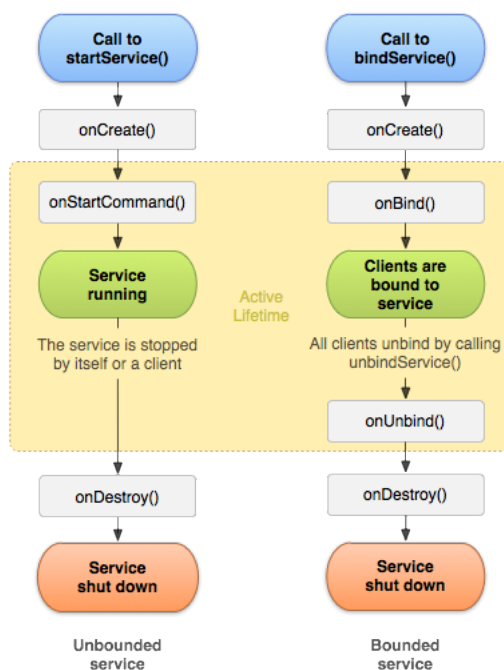 Call to
startService()
onCreate()
onStartCommand()
Service
running
The service is stopped
by itself or a client
onDestroy()
Service
shut down
Unbounded
service
Active
Lifetime
Call to
bindService()
onCreate()
onBind()
Clients are
bound to
service
All clients unbind by calling
unbindService()
onUnbind()
onDestroy()
Service
shut down
Bounded
service